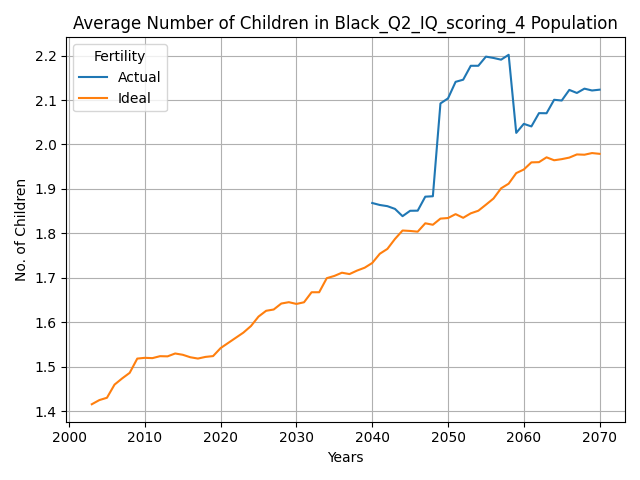 Average Number of Children in Black_Q2_IQ_scoring_4 Population
Fertility
Actual
Ideal
No. of Children
2.2
2.1
2.0
1.9
1.8
1.7
1.6
1.5
1.4
2000 2010 2020 2030 2040 2050 2060 2070
Years